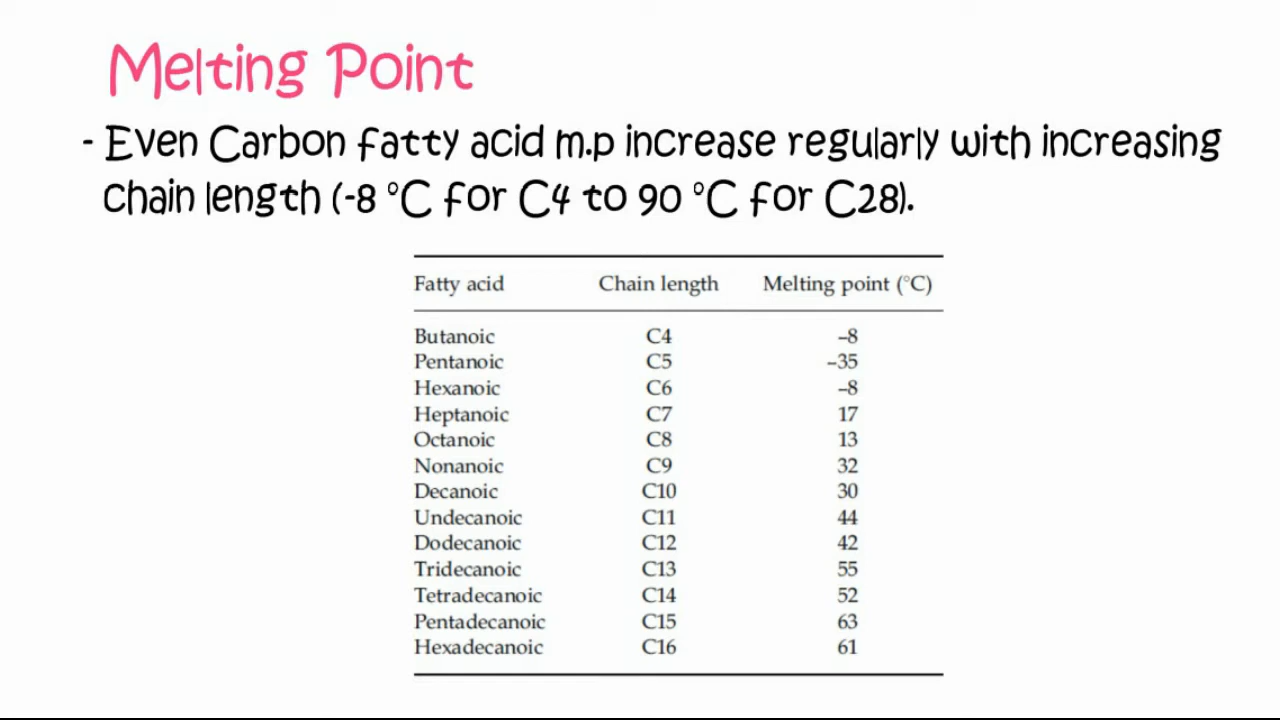 Melting Point
- Even Carbon fatty acid m.p increase regularly with increasing
chain length (-8 °C for C4 to 90 °C for C28).
Fatty acid Chain length Melting point (°C)
Butanoic C4 –8
Pentanoic C5 –35
Hexanoic C6 –8
Heptanoic C7 17
Octanoic C8 13
Nonanoic C9 32
Decanoic C10 30
Undecanoic C11 44
Dodecanoic C12 42
Tridecanoic C13 55
Tetradecanoic C14 52
Pentadecanoic C15 63
Hexadecanoic C16 61